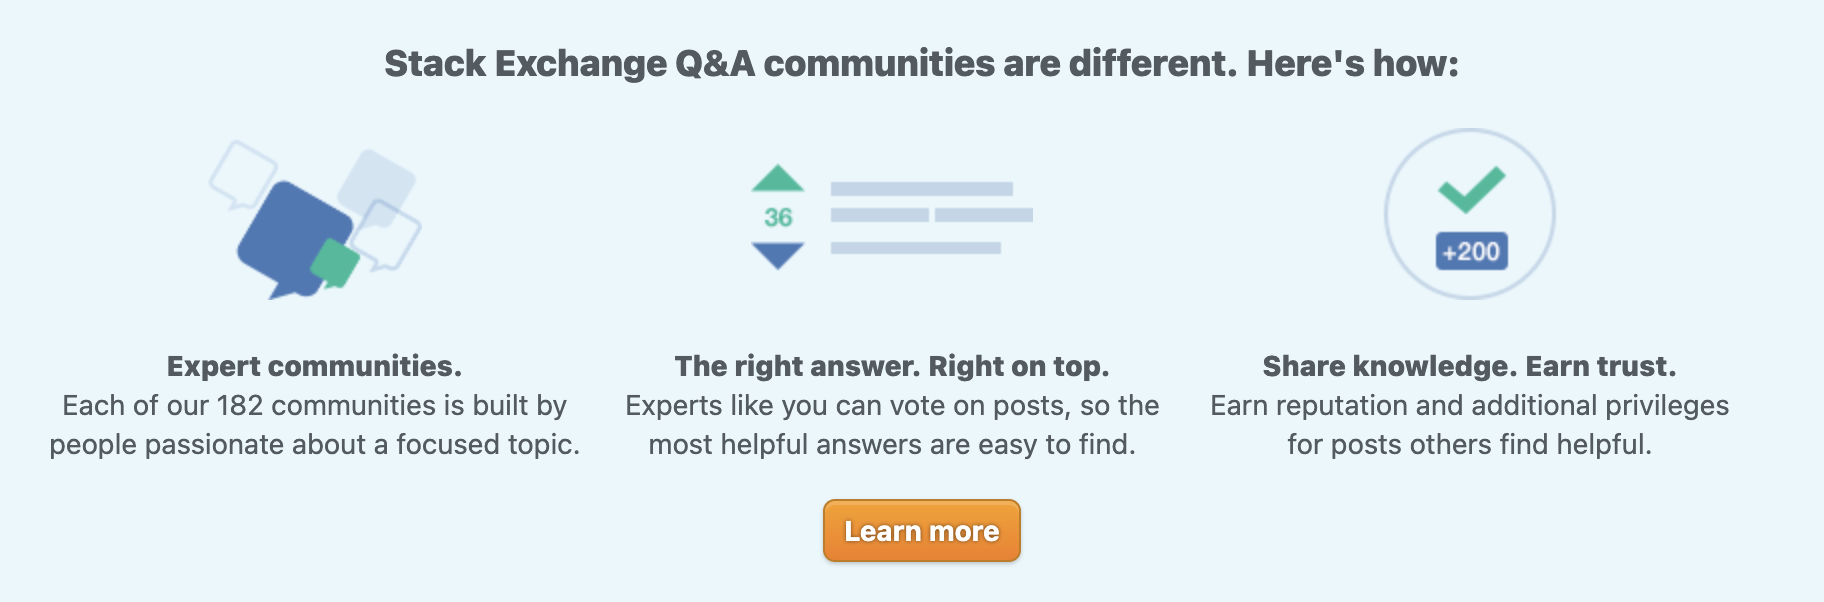 Stack Exchange Q&A communities are different. Here's how:
36
+200
Expert communities.
Each of our 182 communities is built by
people passionate about a focused topic.
The right answer. Right on top.
Experts like you can vote on posts, so the
most helpful answers are easy to find.
Share knowledge. Earn trust.
Earn reputation and additional privileges
for posts others find helpful.
Learn more